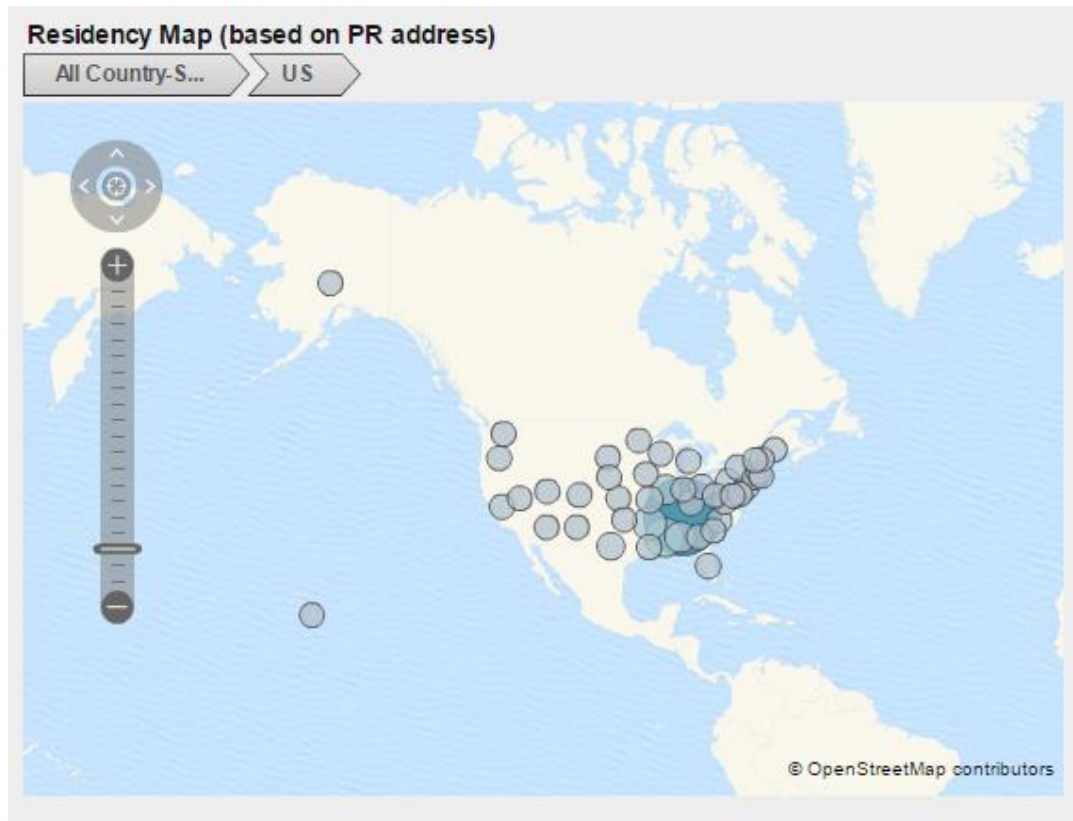 Residency Map (based on PR address)
All Country-S... US
© OpenStreetMap contributors